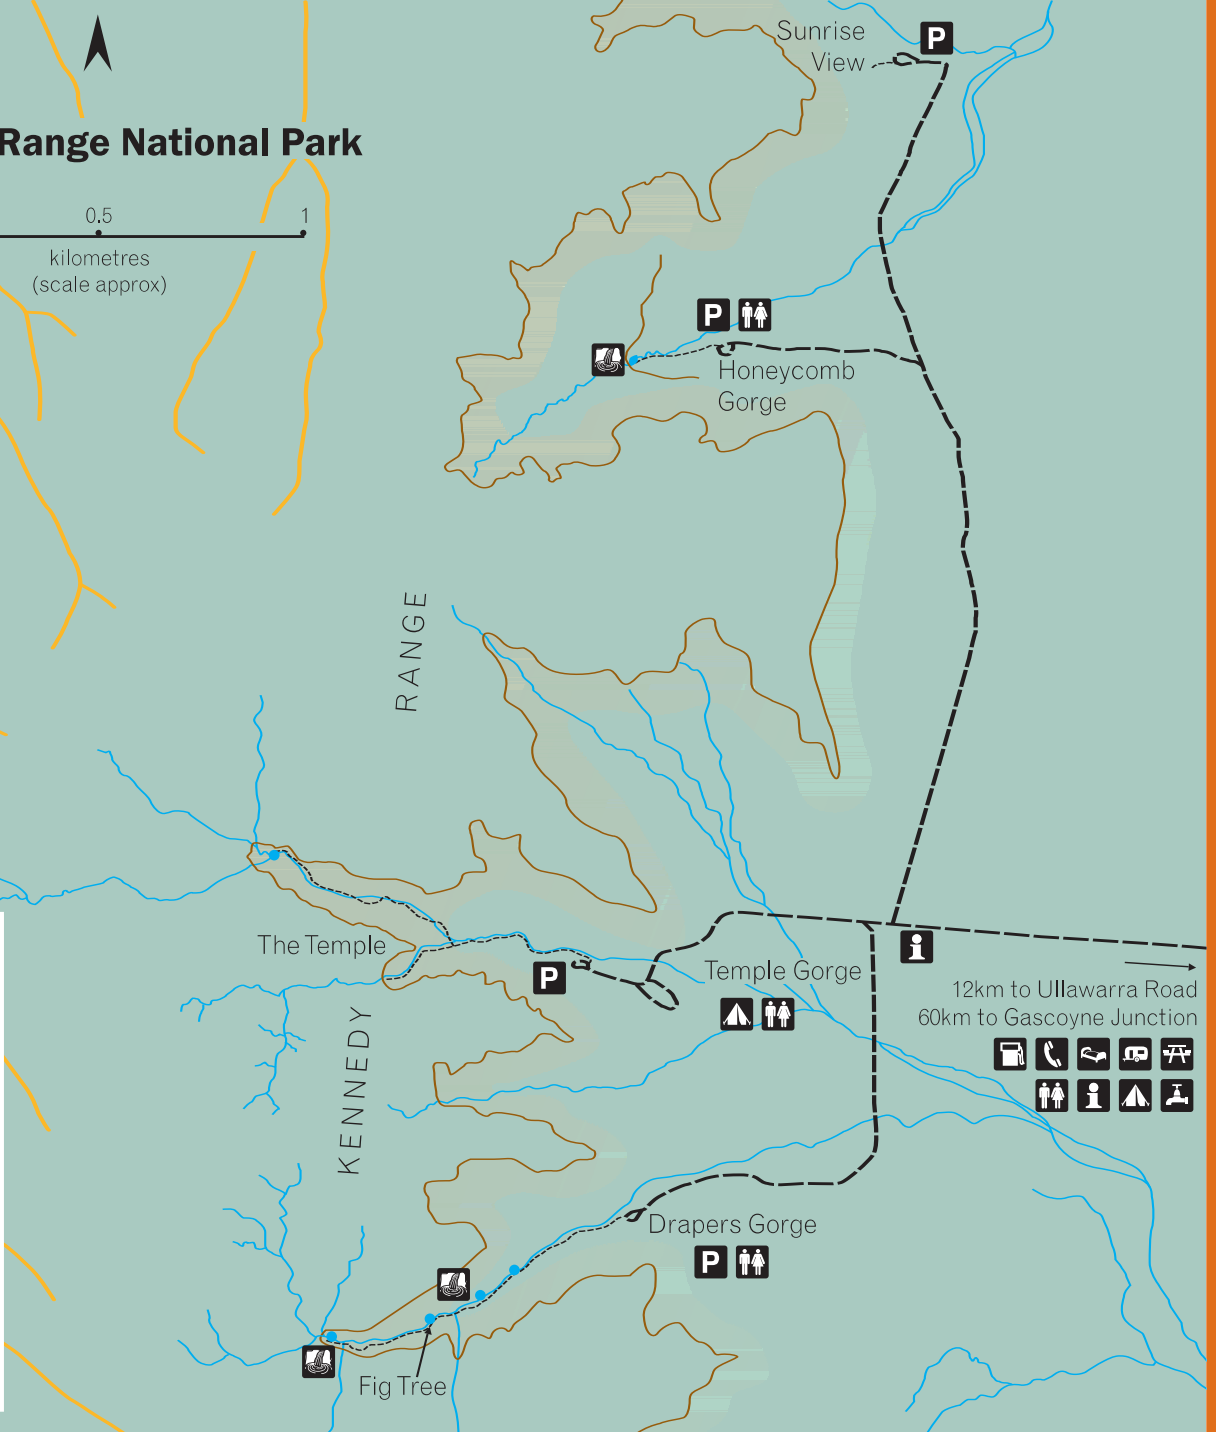 Sunrise
View
P
Range National Park
0.5 1
kilometres
(scale approx)
P
Honeycomb
Gorge
RANGE
The Temple
P
Temple Gorge
i
12km to Ullawarra Road
60km to Gascoyne Junction
i
KENNEDY
Drapers Gorge
P
Fig Tree